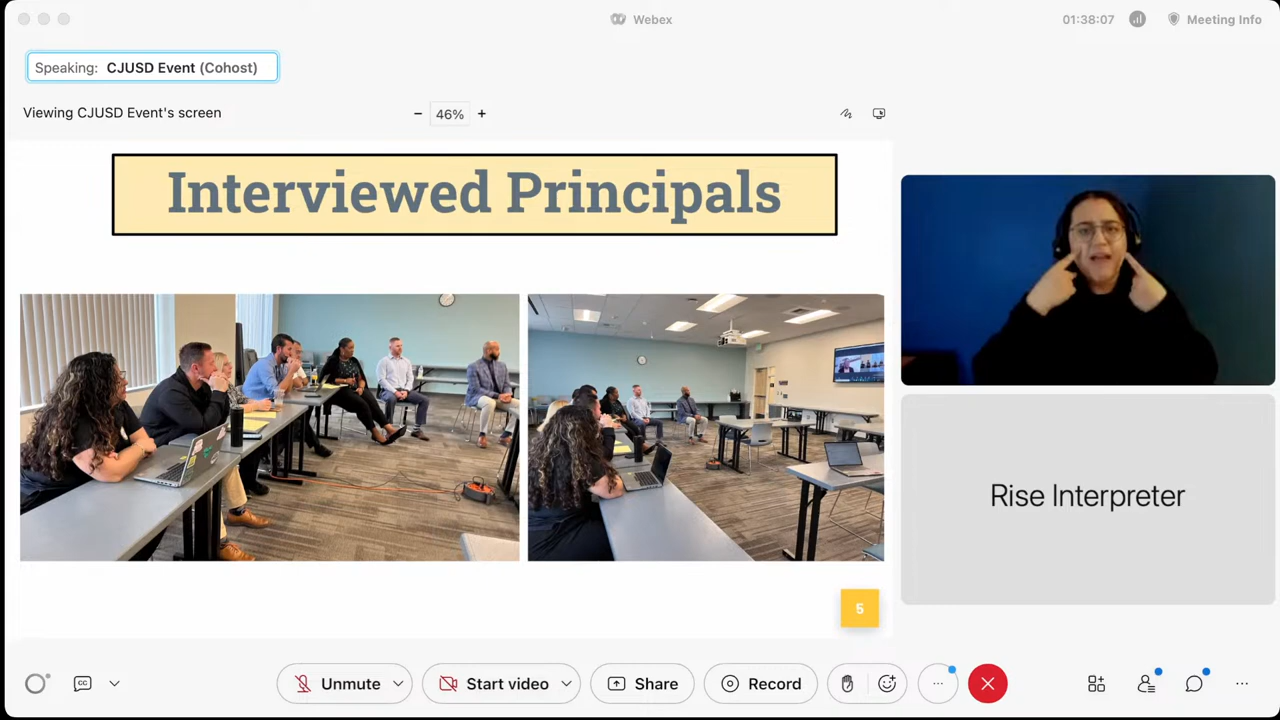 Webex
01:38:07
Meeting Info
Speaking: CJUSD Event (Cohost)
Viewing CJUSD Event's screen
− 46% +
Interviewed Principals
Rise Interpreter
5
CC
Unmute
Start video
Share
Record